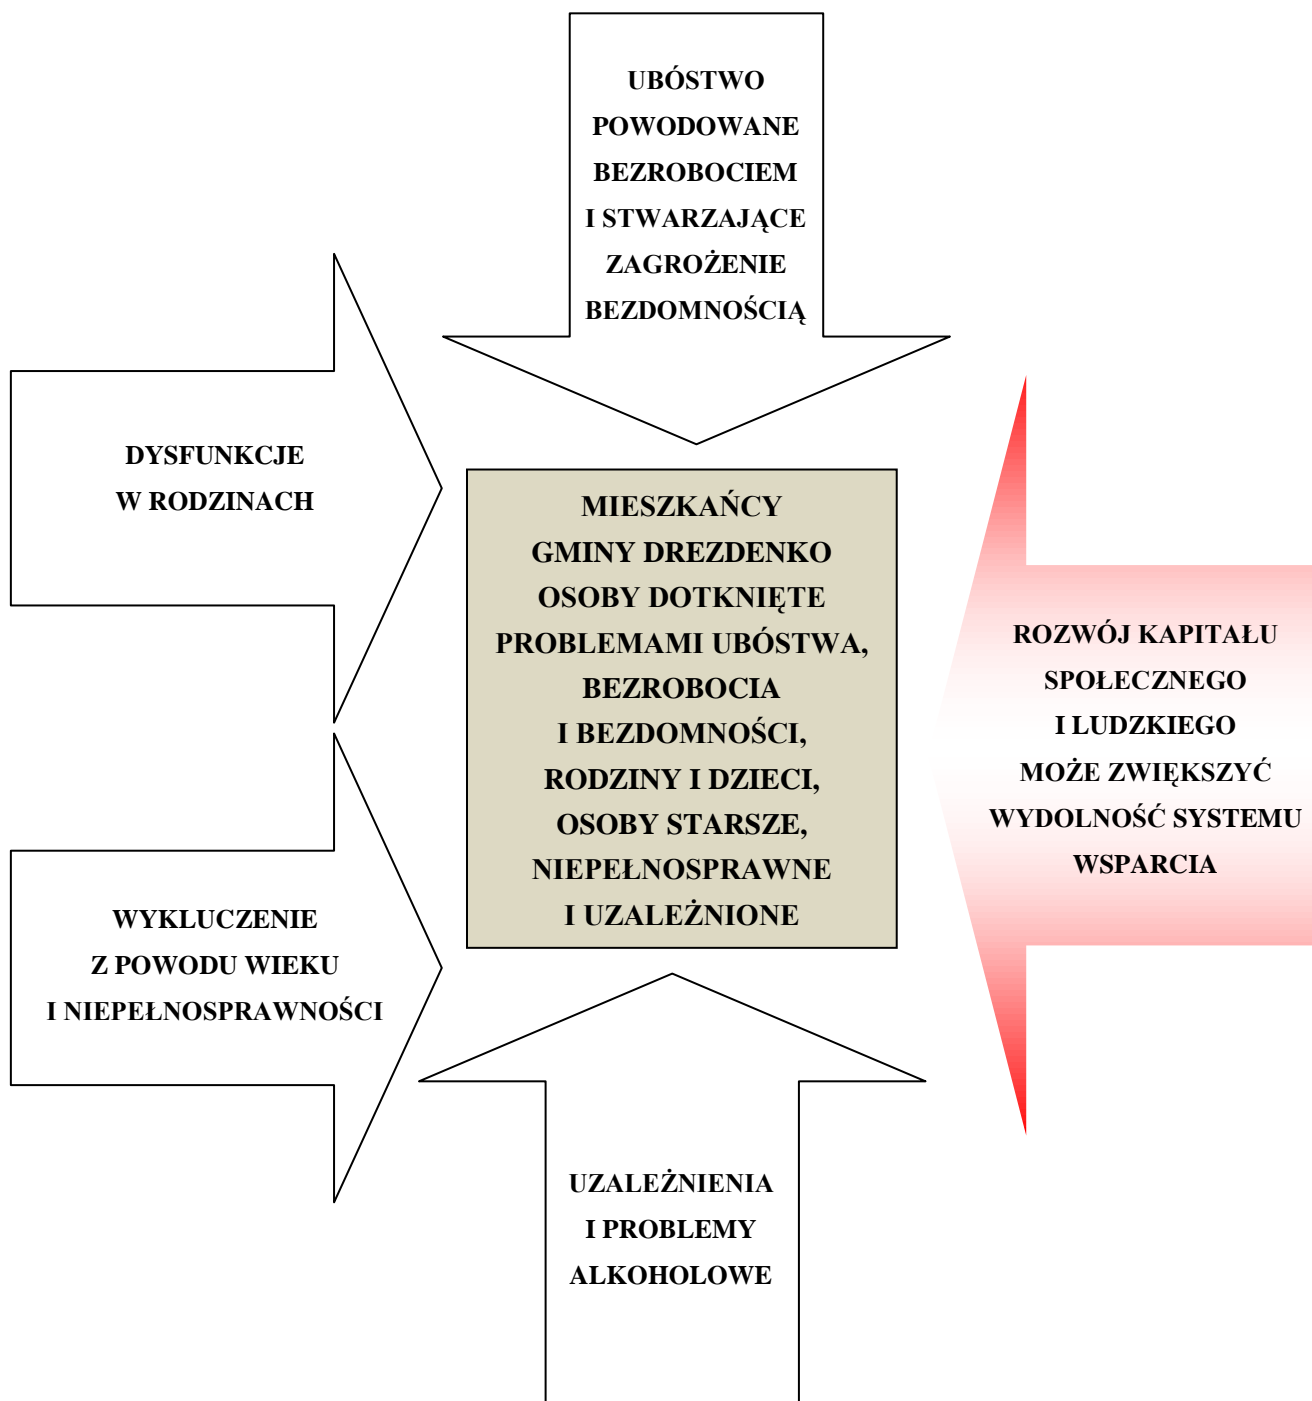 UBÓSTWO
POWODOWANE
BEZROBOCIEM
I STWARZAJĄCE
ZAGROŻENIE
BEZDOMNOŚCIĄ
DYSFUNKCJE
W RODZINACH
MIESZKAŃCY
GMINY DREZDENKO
OSOBY DOTKNIĘTE
PROBLEMAMI UBÓSTWA,
BEZROBOCIA
I BEZDOMNOŚCI,
RODZINY I DZIECI,
OSOBY STARSZE,
NIEPEŁNOSPRAWNE
I UZALEŻNIONE
ROZWÓJ KAPITAŁU
SPOŁECZNEGO
I LUDZKIEGO
MOŻE ZWIĘKSZYĆ
WYDOLNOŚĆ SYSTEMU
WSPARCIA
WYKLUCZENIE
Z POWODU WIEKU
I NIEPEŁNOSPRAWNOŚCI
UZALEŻNIENIA
I PROBLEMY
ALKOHOLOWE